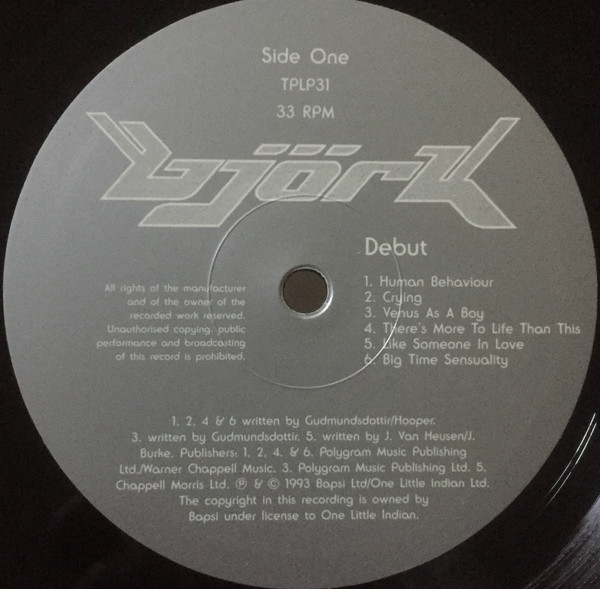 Side One
TPLP31
33 RPM
björk
Debut
1. Human Behaviour
2. Crying
3. Venus As A Boy
4. There's More To Life Than This
5. Like Someone In Love
6. Big Time Sensuality
All rights of the manufacturer
and of the owner of the
recorded work reserved.
Unauthorised copying, public
performance and broadcasting
of this record is prohibited.
1. 2. 4 & 6 written by Gudmundsdottir/Hooper.
3. written by Gudmundsdottir. 5. written by J. Van Heusen/J.
Burke. Publishers: 1. 2. 4. & 6. Polygram Music Publishing
Ltd./Warner Chappell Music. 3. Polygram Music Publishing Ltd. 5.
Chappell Morris Ltd. ℗ & © 1993 Bapsi Ltd/One Little Indian Ltd.
The copyright in this recording is owned by
Bapsi under license to One Little Indian.